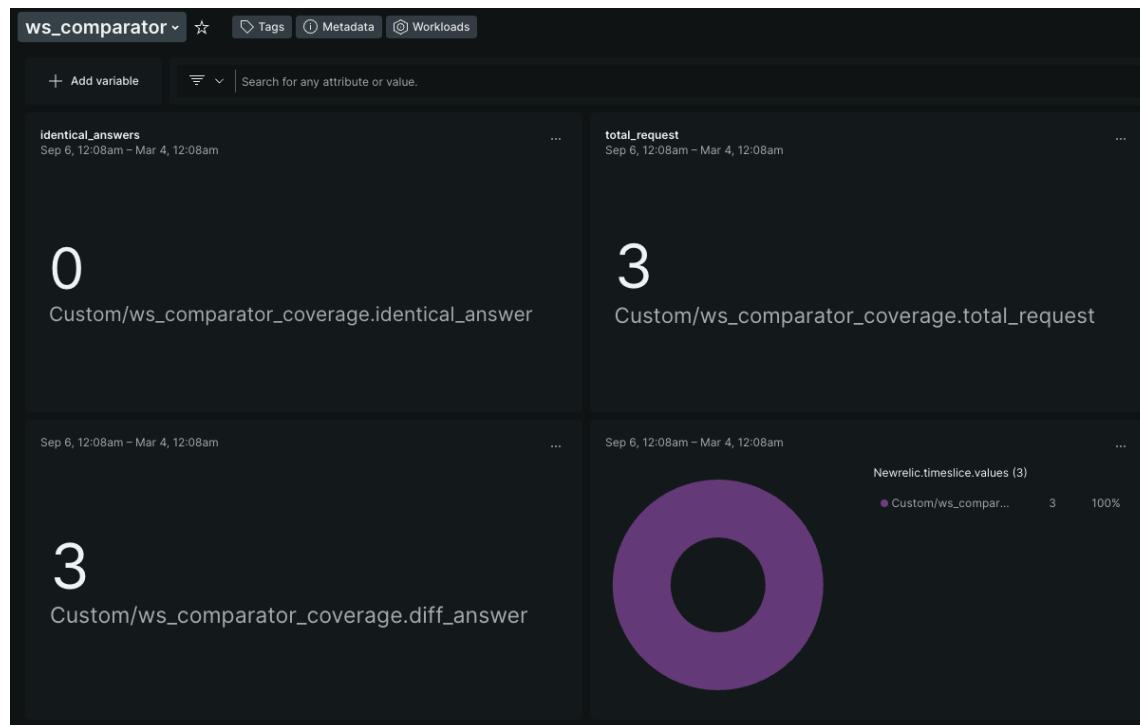 ws_comparator
Tags
Metadata
Workloads
Add variable
Search for any attribute or value.
identical_answers
Sep 6, 12:08am – Mar 4, 12:08am
...
0
Custom/ws_comparator_coverage.identical_answer
total_request
Sep 6, 12:08am – Mar 4, 12:08am
...
3
Custom/ws_comparator_coverage.total_request
Sep 6, 12:08am – Mar 4, 12:08am
...
3
Custom/ws_comparator_coverage.diff_answer
Sep 6, 12:08am – Mar 4, 12:08am
...
Newrelic.timeslice.values (3)
Custom/ws_compar... 3 100%